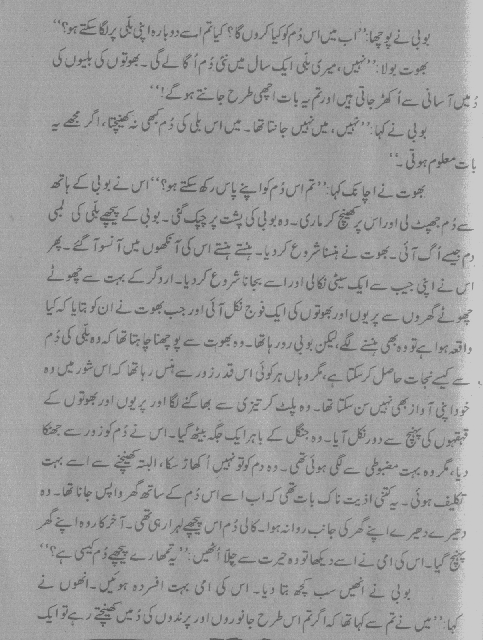 بوبی نے پوچھا: ’’اب میں اس دُم کو کیا کروں گا؟ کیا تم اسے دوبارہ اپنی بلّی پر لگا سکتے ہو؟‘‘
بھوت بولا: ’’نہیں، میری بلّی ایک سال میں نئی دُم اُگا لے گی۔ بھوتوں کی بلیوں کی
دُمیں آسانی سے اُکھڑ جاتی ہیں اور تم یہ بات اچھی طرح جانتے ہو گے!‘‘
بوبی نے کہا: ’’نہیں، میں نہیں جانتا تھا۔ میں اس بلی کی دُم کبھی نہ کھینچتا، اگر مجھے یہ
بات معلوم ہوتی۔‘‘
بھوت نے اچانک کہا: ’’تم اس دُم کو اپنے پاس رکھ سکتے ہو؟‘‘ اس نے بوبی کے ہاتھ
سے دُم جھپٹ لی اور اس پر کھینچ کر ماری۔ وہ بوبی کی پشت پر چپک گئی۔ بوبی کے پیچھے بلّی کی لمبی
دم جیسے اُگ آئی۔ بھوت نے ہنسنا شروع کر دیا۔ ہنستے ہنستے اس کی آنکھوں میں آنسو آ گئے۔ پھر
اس نے اپنی جیب سے ایک سیٹی نکالی اور اسے بجانا شروع کر دیا۔ اردگر کے بہت سے چھوٹے
چھوٹے گھروں سے پریوں اور بھوتوں کی ایک فوج نکل آئی اور جب بھوت نے ان کو بتایا کہ کیا
واقعہ ہوا ہے تو وہ بھی ہنسنے لگے، لیکن بوبی رو رہا تھا۔ وہ بھوت سے پوچھنا چاہتا تھا کہ وہ بلّی کی دُم
سے کیسے نجات حاصل کر سکتا ہے، مگر وہاں ہر کوئی اس قدر زور سے ہنس رہا تھا کہ اس شور میں وہ
خود اپنی آواز بھی نہیں سن سکتا تھا۔ وہ پلٹ کر تیزی سے بھاگنے لگا اور پریوں اور بھوتوں کے
قہقہوں کی پہنچ سے دور نکل آیا۔ وہ جنگل کے باہر ایک جگہ بیٹھ گیا۔ اس نے دُم کو زور سے جھٹکا
دیا، مگر وہ بہت مضبوطی سے لگی ہوئی تھی۔ وہ دم کو تو نہیں اُکھاڑ سکا، البتہ کھینچنے سے اسے بہت
تکلیف ہوئی۔ یہ کتنی اذیت ناک بات تھی کہ اب اسے اس دُم کے ساتھ گھر واپس جانا تھا۔ وہ
دھیرے دھیرے اپنے گھر کی جانب روانہ ہوا۔ کالی دُم اس پیچھے لہرا رہی تھی۔ آخر کار وہ اپنے گھر
پہنچ گیا۔ اس کی امی نے اسے دیکھا تو وہ حیرت سے چلّا اُٹھیں: ’’یہ تمھارے پیچھے دُم کیسی ہے؟‘‘
بوبی نے انھیں سب کچھ بتا دیا۔ اس کی امی بہت افسردہ ہوئیں۔ انھوں نے
کہا: ’’میں نے تم سے کہا تھا کہ اگر تم اس طرح جانوروں اور پرندوں کی دُمیں کھینچتے رہے تو ایک